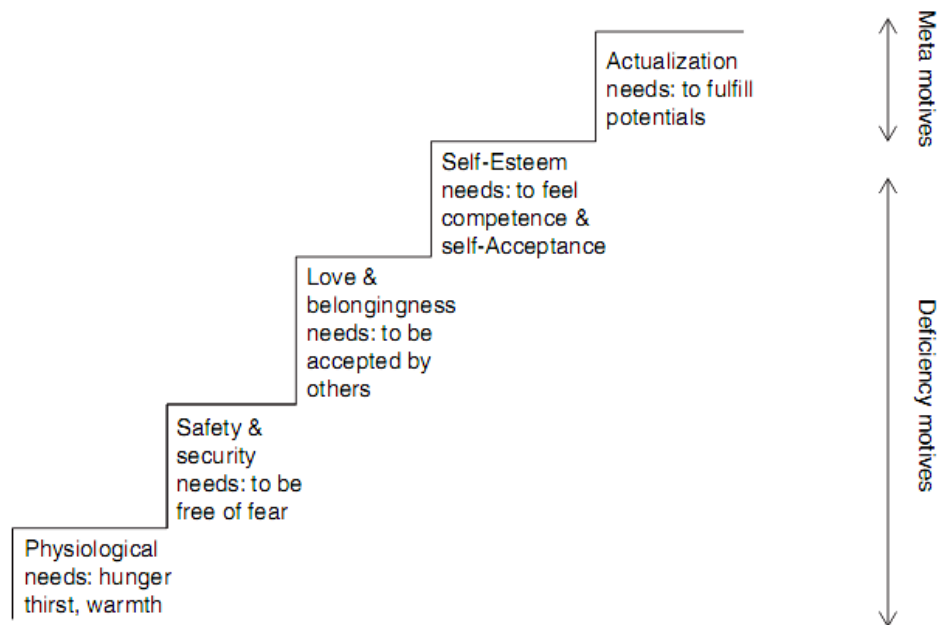 Meta motives
Actualization
needs: to fulfill
potentials
Self-Esteem
needs: to feel
competence &
self-Acceptance
Love &
belongingness
needs: to be
accepted by
others
Deficiency motives
Safety &
security
needs: to be
free of fear
Physiological
needs: hunger
thirst, warmth